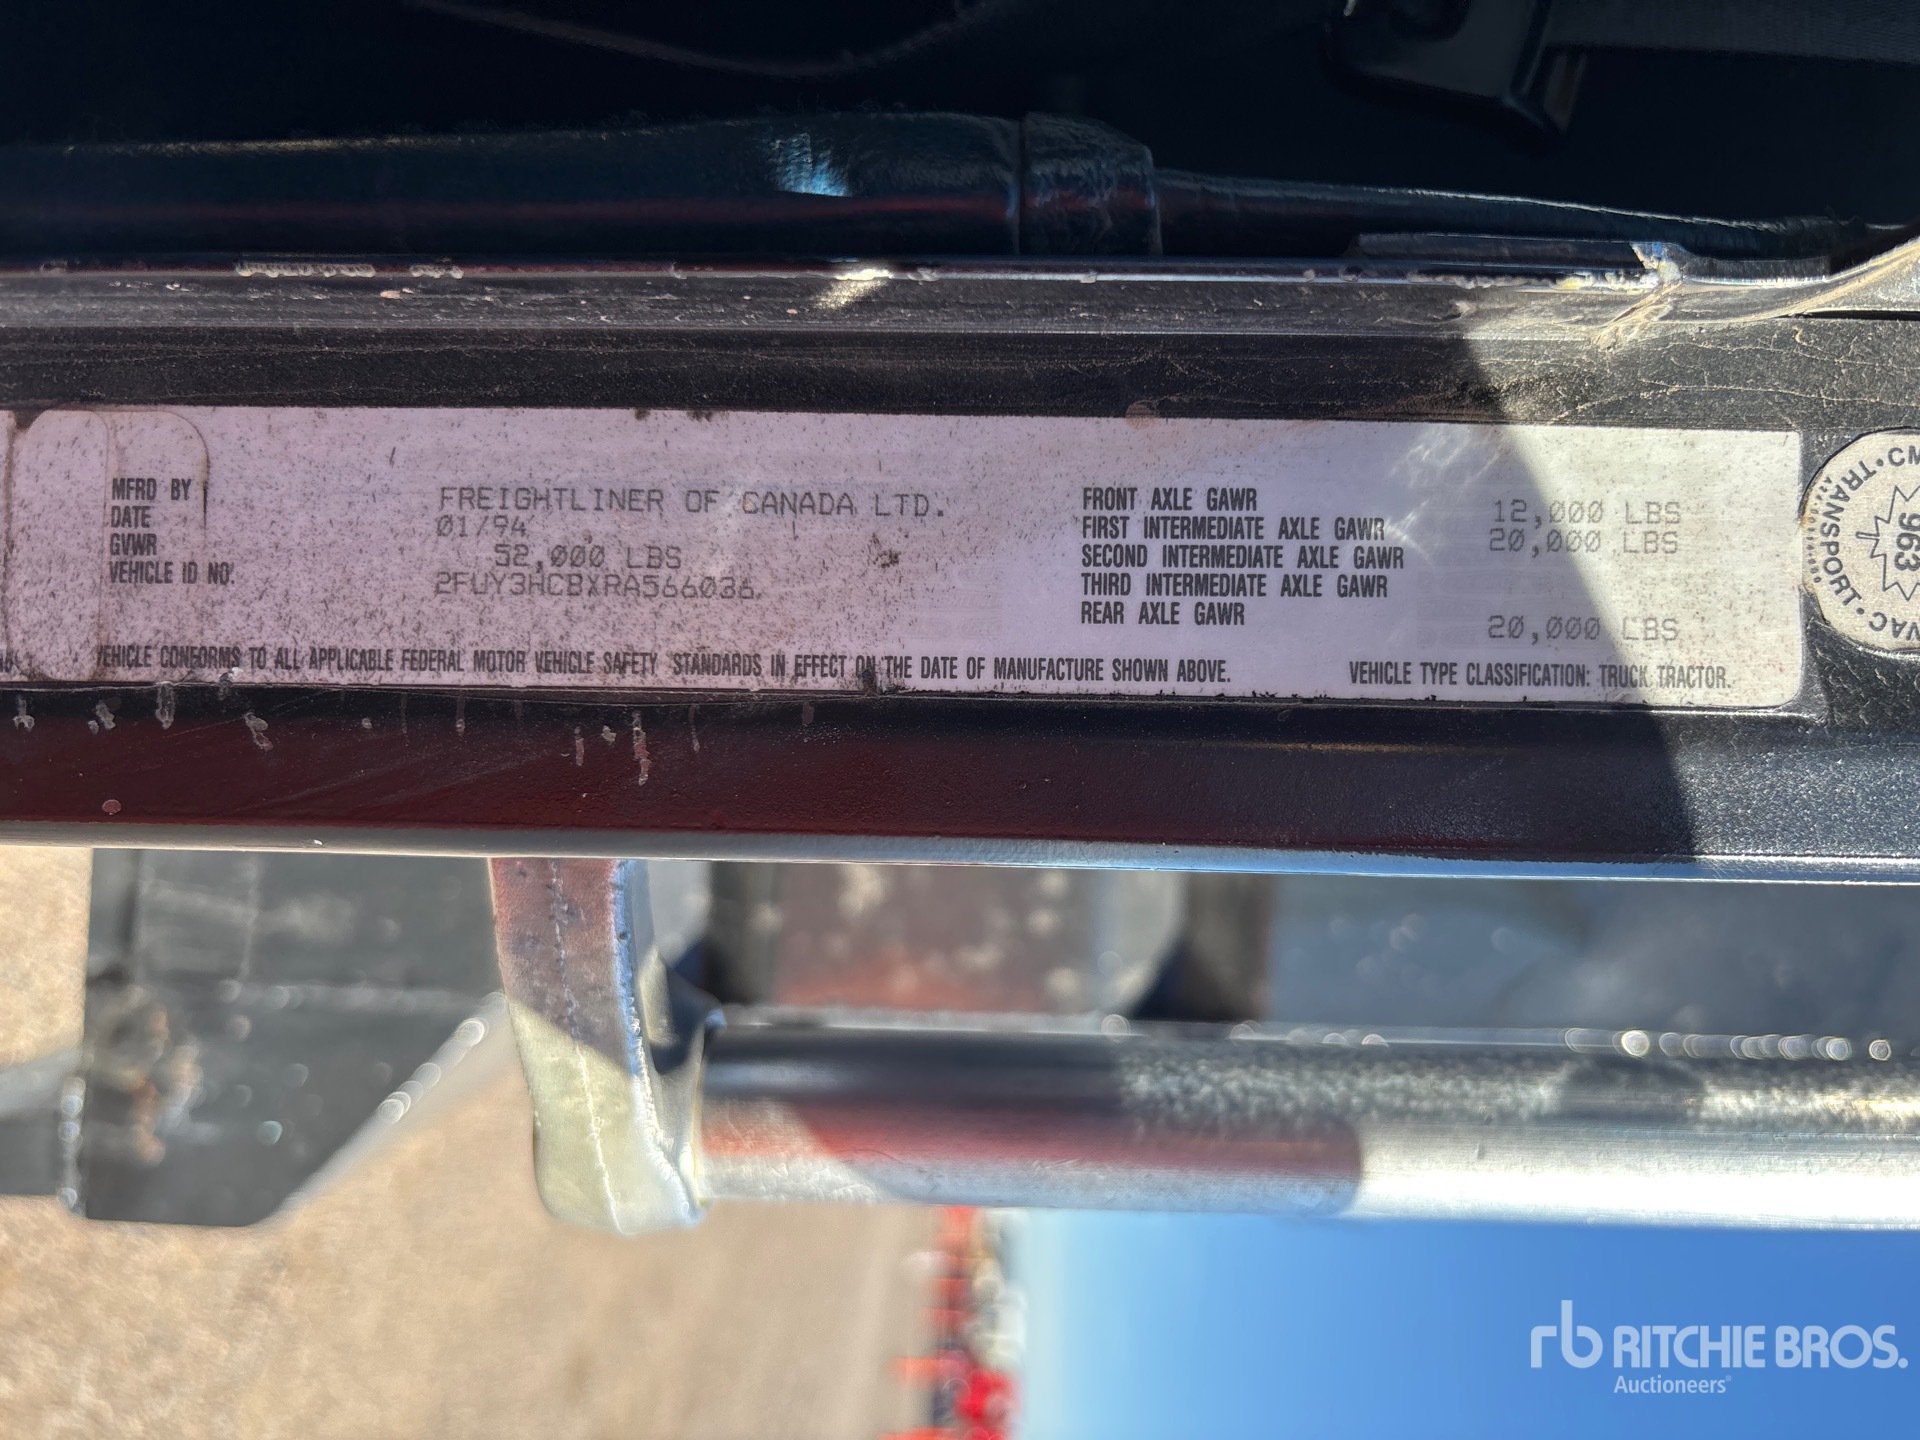 MFRD BY FREIGHTLINER OF CANADA LTD.
DATE 01/94
GVWR 52,000 LBS
VEHICLE ID NO. 2FUY3HCBXRA566036
FRONT AXLE GAWR 12,000 LBS
FIRST INTERMEDIATE AXLE GAWR 20,000 LBS
SECOND INTERMEDIATE AXLE GAWR
THIRD INTERMEDIATE AXLE GAWR
REAR AXLE GAWR 20,000 LBS
VEHICLE CONFORMS TO ALL APPLICABLE FEDERAL MOTOR VEHICLE SAFETY STANDARDS IN EFFECT ON THE DATE OF MANUFACTURE SHOWN ABOVE. VEHICLE TYPE CLASSIFICATION: TRUCK TRACTOR.
TRANSPORT
963
rb RITCHIE BROS.
Auctioneers